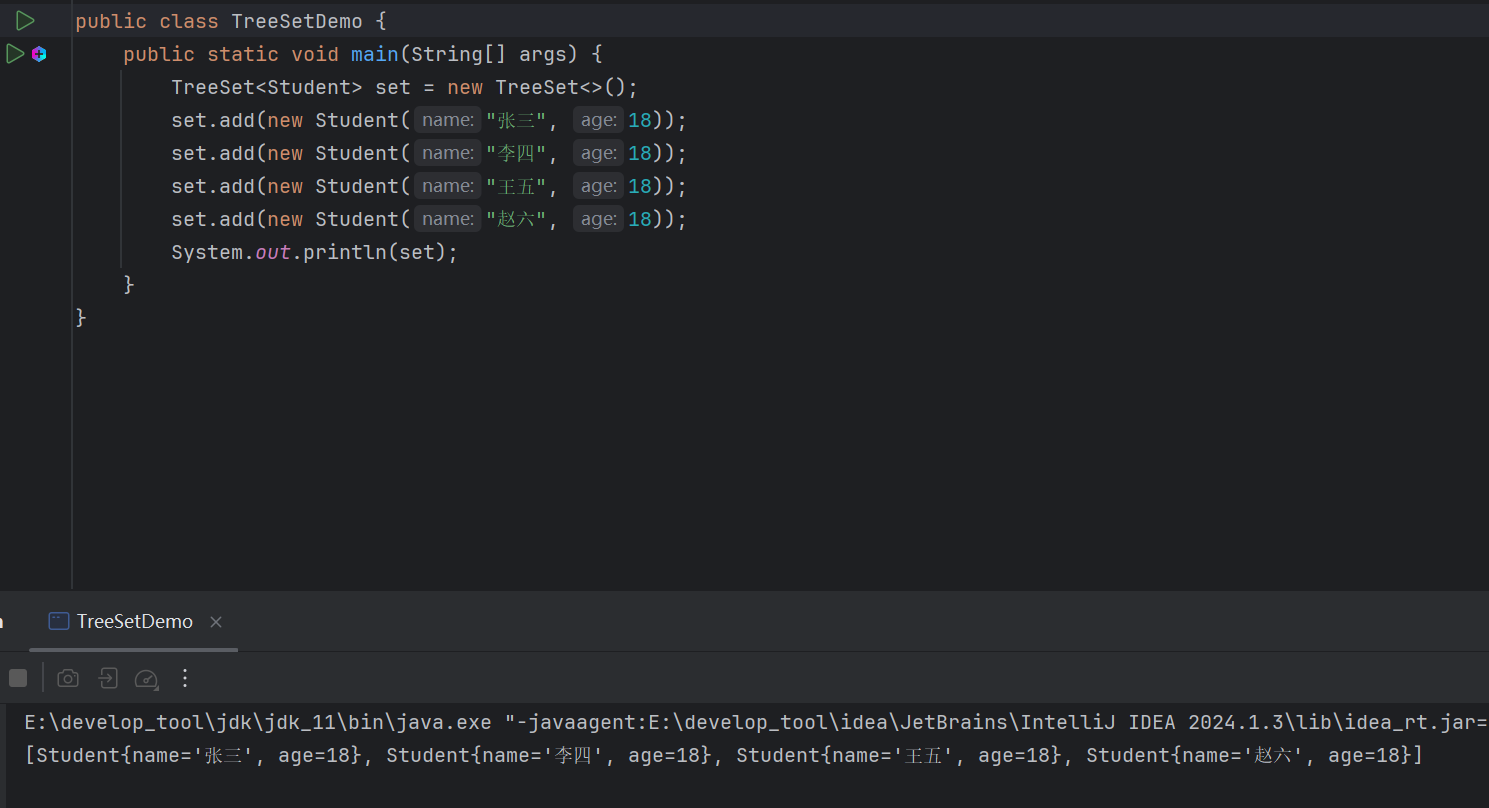 public class TreeSetDemo {
public static void main(String[] args) {
TreeSet<Student> set = new TreeSet<>();
set.add(new Student( name: "张三", age: 18));
set.add(new Student( name: "李四", age: 18));
set.add(new Student( name: "王五", age: 18));
set.add(new Student( name: "赵六", age: 18));
System.out.println(set);
}
}
TreeSetDemo
E:\develop_tool\jdk\jdk_11\bin\java.exe "-javaagent:E:\develop_tool\idea\JetBrains\IntelliJ IDEA 2024.1.3\lib\idea_rt.jar=
[Student{name='张三', age=18}, Student{name='李四', age=18}, Student{name='王五', age=18}, Student{name='赵六', age=18}]